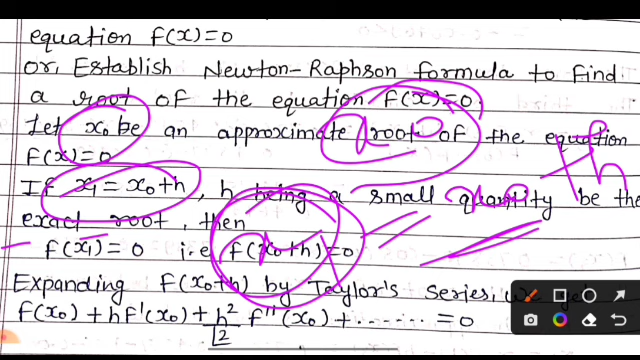 equation f(x)=0
or, Establish Newton-Raphson formula to find
a root of the equation f(x)=0.
Let x₀ be an approximate root of the equation
f(x)=0
If x₁ = x₀+h, h being a small quantity be the
exact root, then
f(x₁)=0 i.e. f(x₀+h)=0
Expanding f(x₀+h) by Taylor's series, we get
f(x₀)+hf'(x₀)+h²/⌊2 f''(x₀)+.......=0
+h